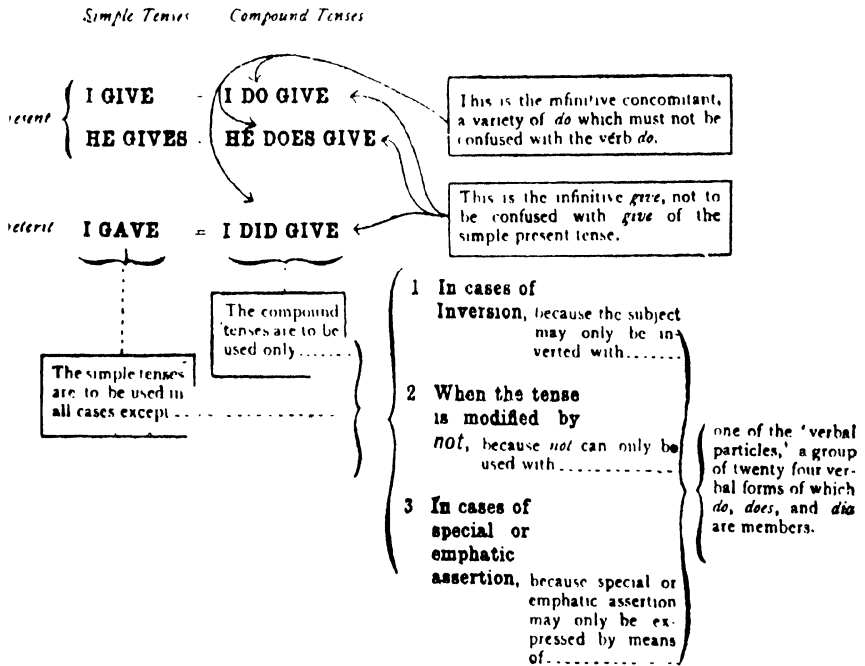 Simple Tenses Compound Tenses
I GIVE - I DO GIVE
esent
HE GIVES - HE DOES GIVE
This is the infinitive concomitant,
a variety of do which must not be
confused with the verb do.
This is the infinitive give, not to
be confused with give of the
simple present tense.
eterit I GAVE = I DID GIVE
The compound
tenses are to be
used only ......
The simple tenses
are to be used in
all cases except ..................
1 In cases of
Inversion, because the subject
may only be in-
verted with ......
2 When the tense
is modified by
not, because not can only be
used with ............
3 In cases of
special or
emphatic
assertion, because special or
emphatic assertion
may only be ex-
pressed by means
of ..............
one of the 'verbal
particles,' a group
of twenty four ver-
bal forms of which
do, does, and did
are members.